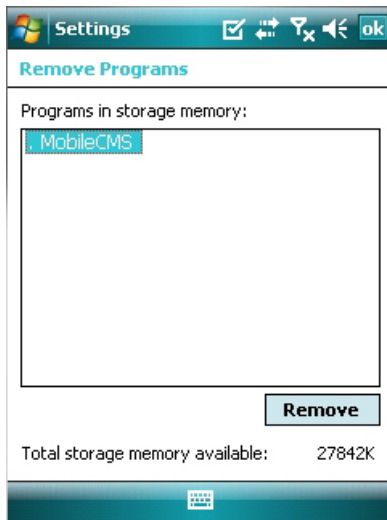 Settings ok
Remove Programs
Programs in storage memory:
. MobileCMS
Remove
Total storage memory available: 27842K